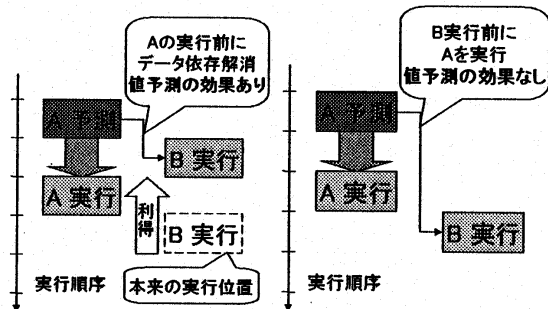 Aの実行前に
データ依存解消
値予測の効果あり
A 予測
B 実行
A 実行
利得
B 実行
実行順序
本来の実行位置
B実行前に
Aを実行
値予測の効果なし
A 予測
A 実行
B 実行
実行順序